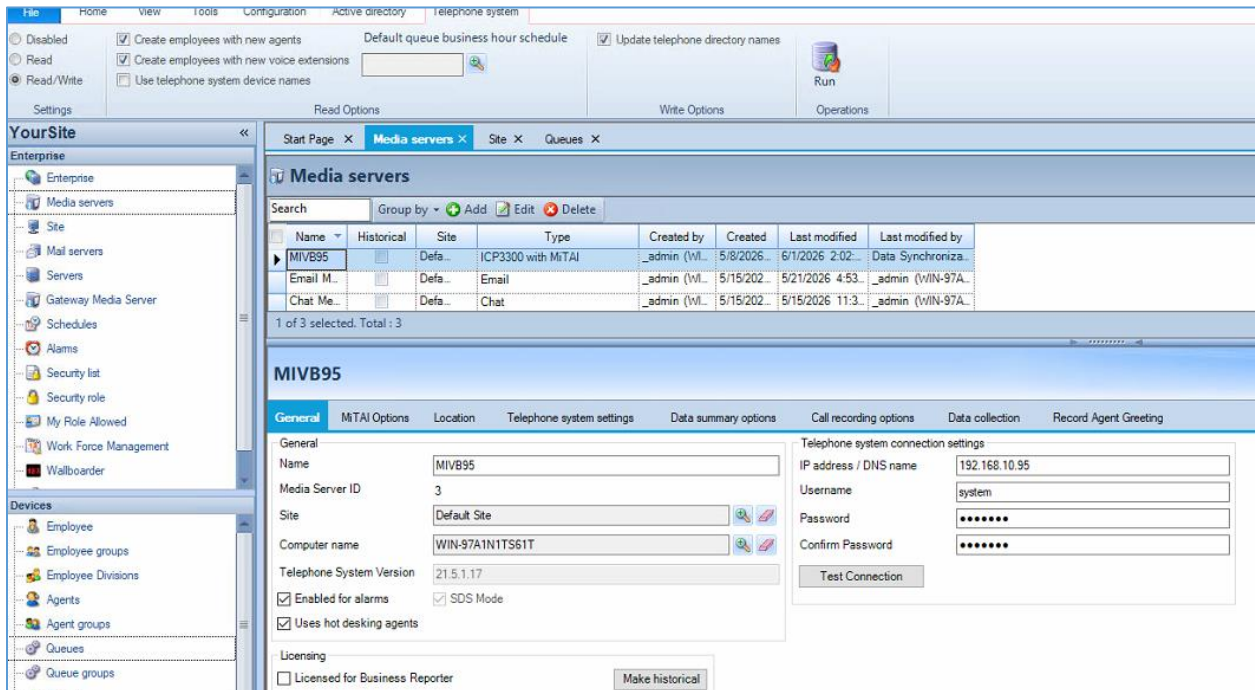 File Home View Tools Configuration Active directory Telephone system
Disabled
Read
Read/Write
Settings
Create employees with new agents
Create employees with new voice extensions
Use telephone system device names
Default queue business hour schedule
Read Options
Update telephone directory names
Write Options
Run
Operations
YourSite «
Enterprise
Enterprise
Media servers
Site
Mail servers
Servers
Gateway Media Server
Schedules
Alarms
Security list
Security role
My Role Allowed
Work Force Management
Wallboarder
Devices
Employee
Employee groups
Employee Divisions
Agents
Agent groups
Queues
Queue groups
Start Page X Media servers X Site X Queues X
Media servers
Search Group by Add Edit Delete
Name Historical Site Type Created by Created Last modified Last modified by
MIVB95 Defa... ICP3300 with MiTAI _admin (WI... 5/8/2026... 6/1/2026 2:02:... Data Synchroniza...
Email M... Defa... Email _admin (WI... 5/15/202... 5/21/2026 4:53... _admin (WIN-97A...
Chat Me... Defa... Chat _admin (WI... 5/15/202... 5/15/2026 11:3... _admin (WIN-97A...
1 of 3 selected. Total : 3
MIVB95
General MiTAI Options Location Telephone system settings Data summary options Call recording options Data collection Record Agent Greeting
General
Name MIVB95
Media Server ID 3
Site Default Site
Computer name WIN-97A1N1TS61T
Telephone System Version 21.5.1.17
Enabled for alarms SDS Mode
Uses hot desking agents
Licensing
Licensed for Business Reporter Make historical
Telephone system connection settings
IP address / DNS name 192.168.10.95
Username system
Password ●●●●●●●
Confirm Password ●●●●●●●
Test Connection